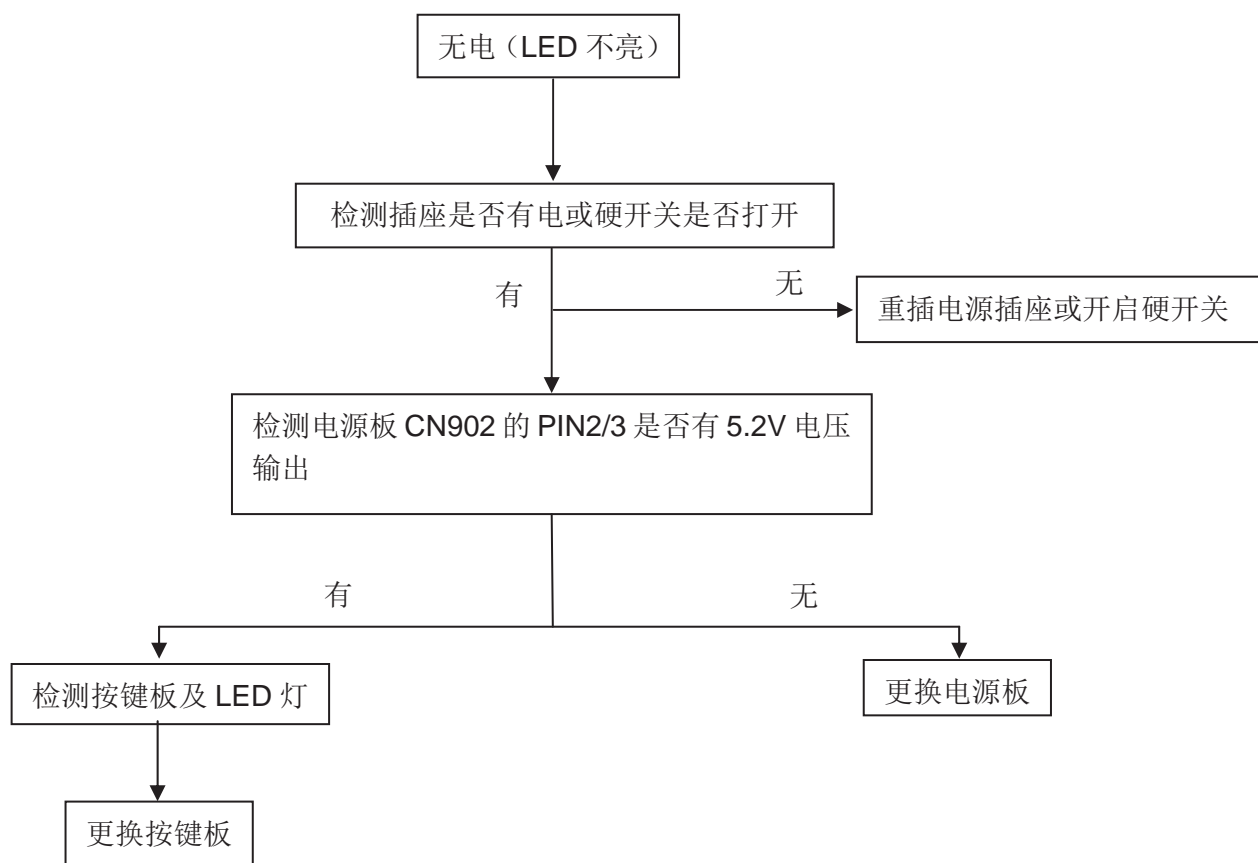 无电（LED 不亮）
检测插座是否有电或硬开关是否打开
有
无
重插电源插座或开启硬开关
检测电源板 CN902 的 PIN2/3 是否有 5.2V 电压
输出
有
无
检测按键板及 LED 灯
更换电源板
更换按键板